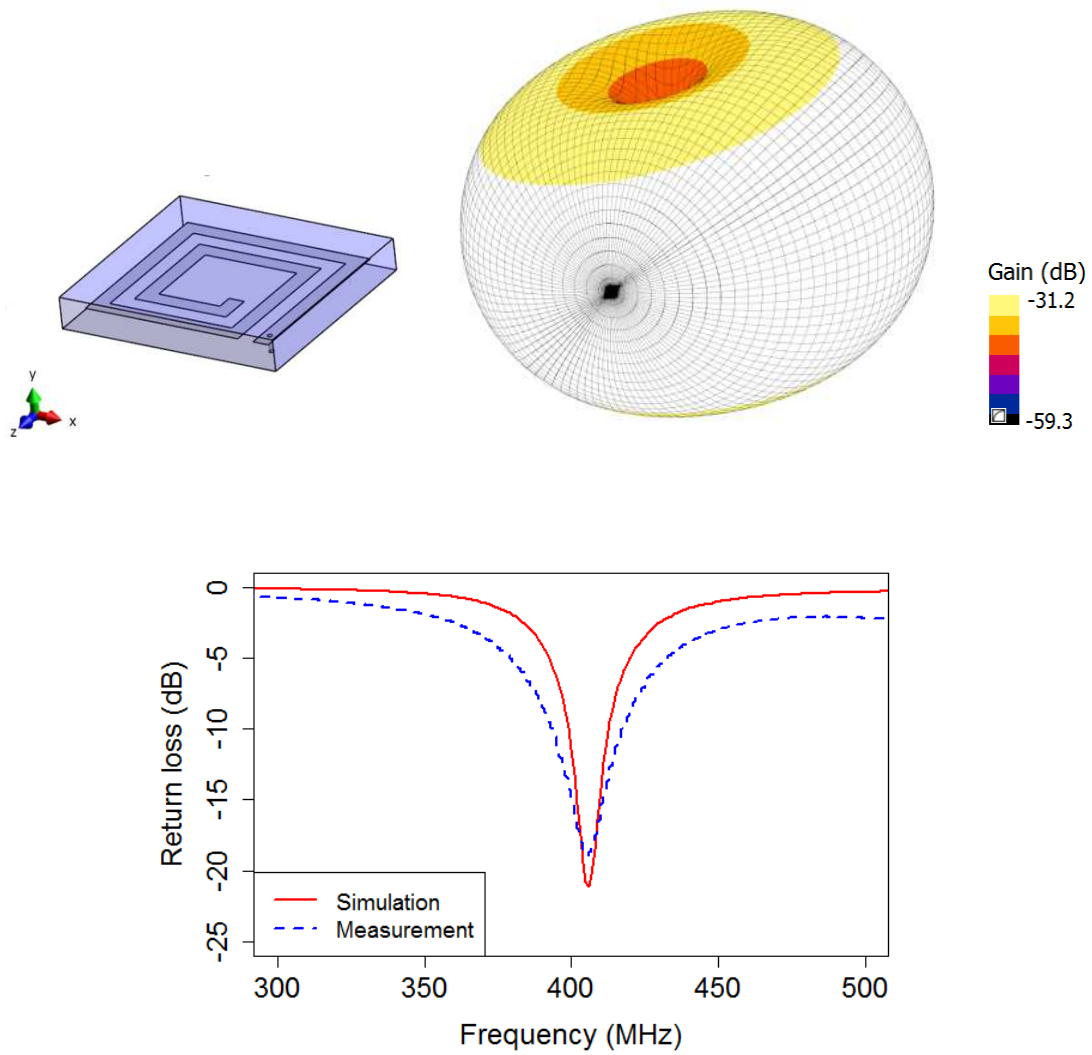 Gain (dB)
-31.2
-59.3
y
x
z
Return loss (dB)
0
-5
-10
-15
-20
-25
Simulation
Measurement
300 350 400 450 500
Frequency (MHz)